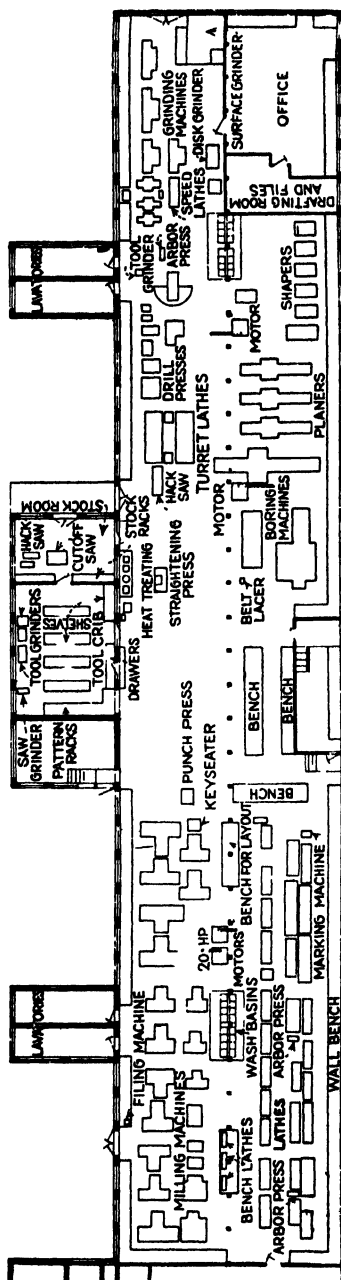 LAVATORIES
LAVATORIES
STOCK ROOM
HACK
SAW
CUTOFF
SAW
TOOL GRINDERS
SHELVES
TOOL CRIB
SAW
GRINDER
PATTERN
RACKS
A
GRINDING
MACHINES
DISK GRINDER
SPEED
LATHES
ARBOR
PRESS
TOOL
GRINDER
DRILL
PRESSES
TURRET LATHES
HACK SAW
STOCK
RACKS
STRAIGHTENING
PRESS
HEAT TREATING
DRAWERS
PUNCH PRESS
KEYSEATER
FILING MACHINE
MILLING MACHINES
SURFACE GRINDER
OFFICE
DRAFTING ROOM
AND FILES
SHAPERS
MOTOR
PLANERS
MOTOR
BORING
MACHINES
BELT
LACER
BENCH
BENCH
BENCH
BENCH FOR LAYOUT
20-HP
MOTORS
WASH BASINS
MARKING MACHINE
ARBOR PRESS
WALL BENCH
BENCH LATHES
LATHES
ARBOR PRESS